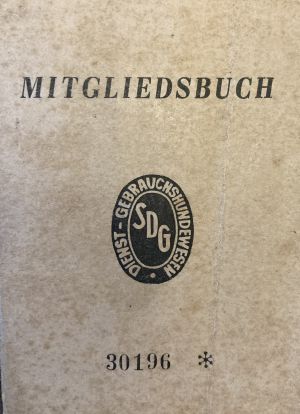 MITGLIEDSBUCH
DIENST-GEBRAUCHSHUNDEWESEN
SDG
30196 *